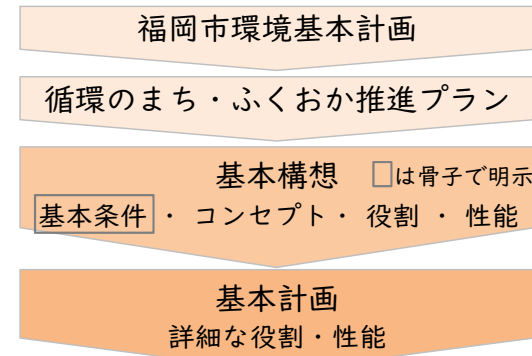 福岡市環境基本計画
循環のまち・ふくおか推進プラン
基本構想 □は骨子で明示
基本条件 ・ コンセプト ・ 役割 ・ 性能
基本計画
詳細な役割・性能